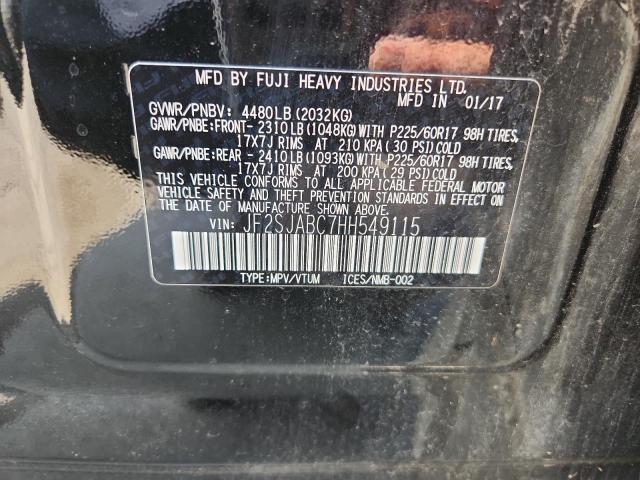 MFD BY FUJI HEAVY INDUSTRIES LTD.
MFD IN 01/17
GVWR/PNBV: 4480LB (2032KG)
GAWR/PNBE:FRONT- 2310LB (1048KG)WITH P225/60R17 98H TIRES,
17X7J RIMS AT 210 KPA( 30 PSI)COLD
GAWR/PNBE:REAR - 2410LB (1093KG)WITH P225/60R17 98H TIRES,
17X7J RIMS AT 200 KPA( 29 PSI)COLD
THIS VEHICLE CONFORMS TO ALL APPLICABLE FEDERAL MOTOR
VEHICLE SAFETY AND THEFT PREVENTION STANDARDS IN EFFECT
ON THE DATE OF MANUFACTURE SHOWN ABOVE.
VIN: JF2SJABC7HH549115
TYPE:MPV/VTUM ICES/NMB-002